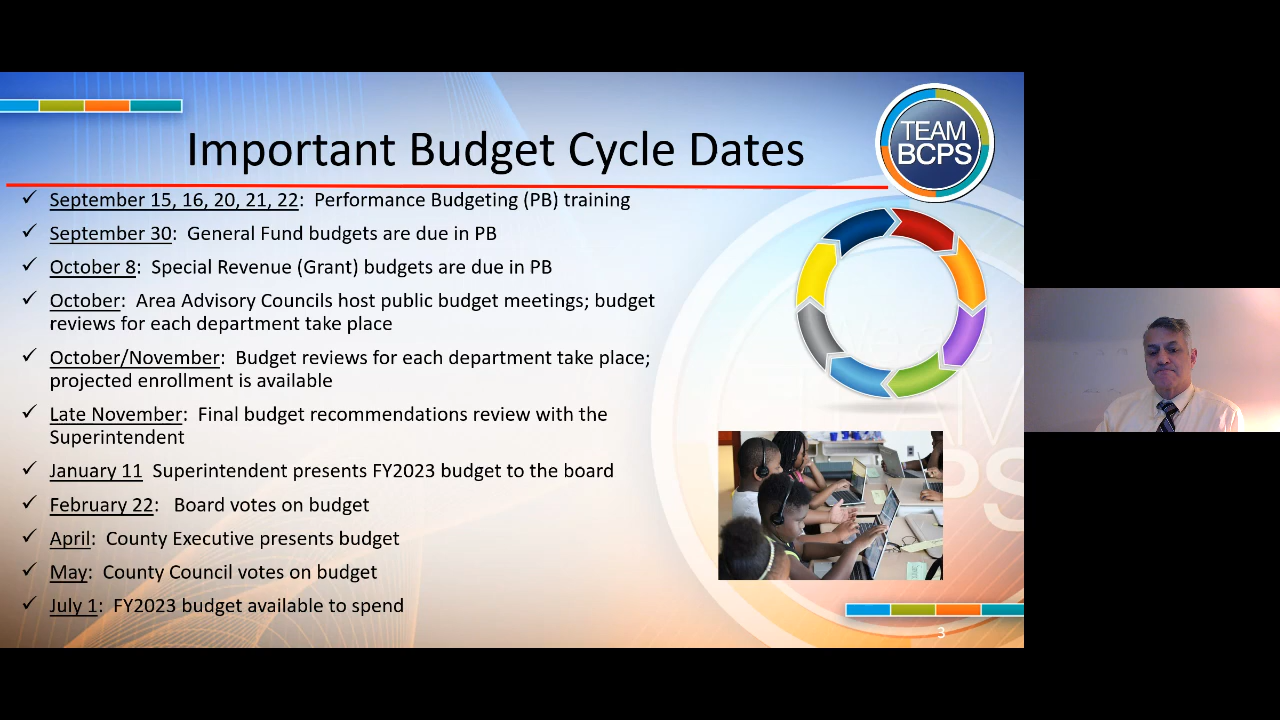 TEAM
BCPS
Important Budget Cycle Dates
✓ September 15, 16, 20, 21, 22: Performance Budgeting (PB) training
✓ September 30: General Fund budgets are due in PB
✓ October 8: Special Revenue (Grant) budgets are due in PB
✓ October: Area Advisory Councils host public budget meetings; budget
reviews for each department take place
✓ October/November: Budget reviews for each department take place;
projected enrollment is available
✓ Late November: Final budget recommendations review with the
Superintendent
✓ January 11 Superintendent presents FY2023 budget to the board
✓ February 22: Board votes on budget
✓ April: County Executive presents budget
✓ May: County Council votes on budget
✓ July 1: FY2023 budget available to spend
3